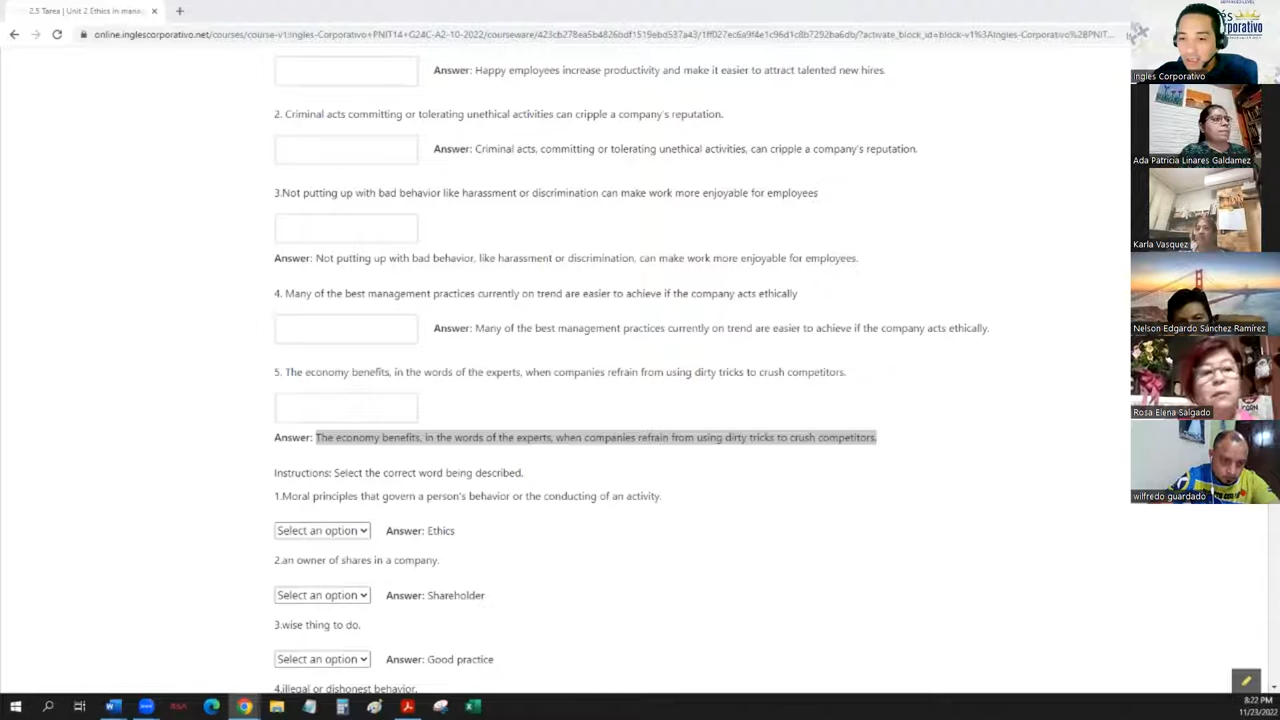 2.5 Tarea | Unit 2 Ethics in mana
online.inglescorporativo.net/courses/course-v1:Ingles-Corporativo+PNIT14+G24C-A2-10-2022/courseware/
Answer: Happy employees increase productivity and make it easier to attract talented new hires.
2. Criminal acts committing or tolerating unethical activities can cripple a company's reputation.
Answer: Criminal acts, committing or tolerating unethical activities, can cripple a company's reputation.
3.Not putting up with bad behavior like harassment or discrimination can make work more enjoyable for employees
Answer: Not putting up with bad behavior, like harassment or discrimination, can make work more enjoyable for employees.
4. Many of the best management practices currently on trend are easier to achieve if the company acts ethically
Answer: Many of the best management practices currently on trend are easier to achieve if the company acts ethically.
5. The economy benefits, in the words of the experts, when companies refrain from using dirty tricks to crush competitors.
Answer: The economy benefits, in the words of the experts, when companies refrain from using dirty tricks to crush competitors.
Instructions: Select the correct word being described.
1.Moral principles that govern a person's behavior or the conducting of an activity.
Select an option Answer: Ethics
2.an owner of shares in a company.
Select an option Answer: Shareholder
3.wise thing to do.
Select an option Answer: Good practice
4.illegal or dishonest behavior.
Ingles Corporativo
Ada Patricia Linares Galdamez
Karla Vasquez
Nelson Edgardo Sánchez Ramírez
Rosa Elena Salgado
wilfredo guardado
8:22 PM
11/23/2022